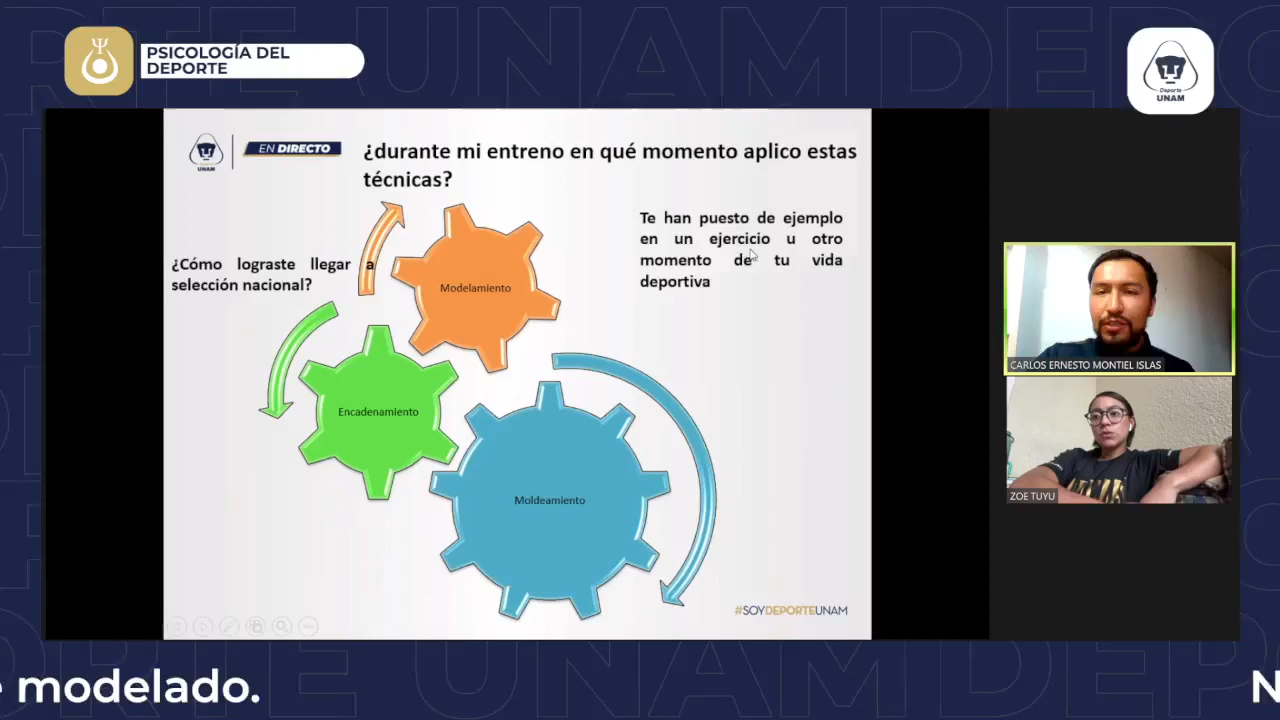 PSICOLOGÍA DEL
DEPORTE
Deporte
UNAM
UNAM
EN DIRECTO
¿durante mi entreno en qué momento aplico estas
técnicas?
Te han puesto de ejemplo
en un ejercicio u otro
momento de tu vida
deportiva
¿Cómo lograste llegar a
selección nacional?
Modelamiento
Encadenamiento
Moldeamiento
#SOYDEPORTEUNAM
CARLOS ERNESTO MONTIEL ISLAS
ZOE TUYU
modelado.